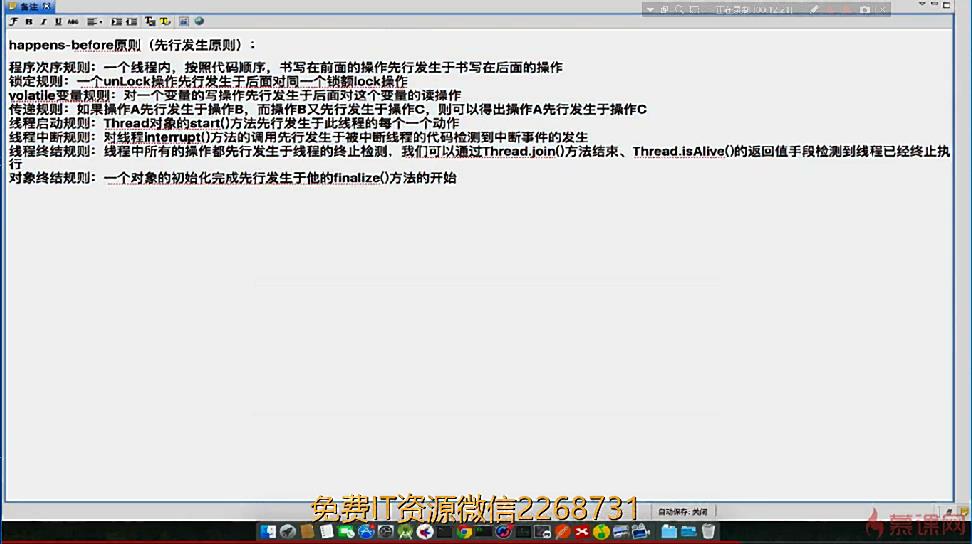 备注
正在录制 [00:12:21]
happens-before原则（先行发生原则）：
程序次序规则：一个线程内，按照代码顺序，书写在前面的操作先行发生于书写在后面的操作
锁定规则：一个unLock操作先行发生于后面对同一个锁额lock操作
volatile变量规则：对一个变量的写操作先行发生于后面对这个变量的读操作
传递规则：如果操作A先行发生于操作B，而操作B又先行发生于操作C，则可以得出操作A先行发生于操作C
线程启动规则：Thread对象的start()方法先行发生于此线程的每个一个动作
线程中断规则：对线程interrupt()方法的调用先行发生于被中断线程的代码检测到中断事件的发生
线程终结规则：线程中所有的操作都先行发生于线程的终止检测，我们可以通过Thread.join()方法结束、Thread.isAlive()的返回值手段检测到线程已经终止执
行
对象终结规则：一个对象的初始化完成先行发生于他的finalize()方法的开始
免费IT资源微信2268731
自动保存: 关闭
慕课网